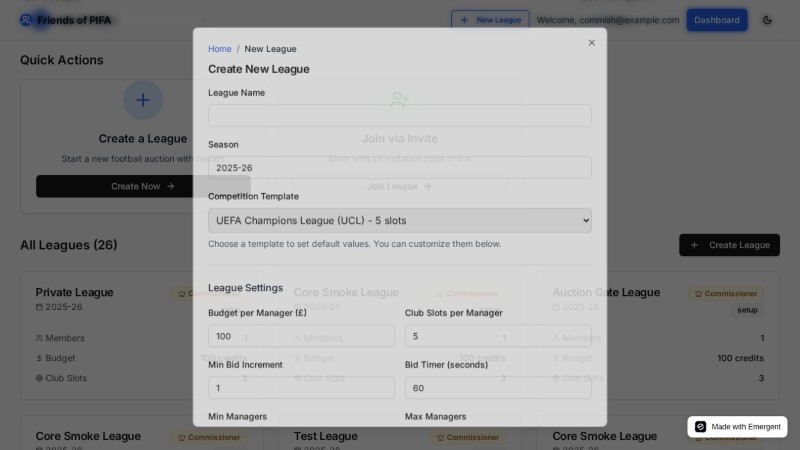 Friends of PIFA
New League
Welcome, commish@example.com
Dashboard
Quick Actions
Create a League
Start a new football auction with friends
Create Now
Join via Invite
Enter with an invitation code or link
Join League
Home / New League
Create New League
League Name
Season
2025-26
Competition Template
UEFA Champions League (UCL) - 5 slots
Choose a template to set default values. You can customize them below.
League Settings
Budget per Manager (£)
100
Club Slots per Manager
5
Min Bid Increment
1
Bid Timer (seconds)
60
Min Managers
Max Managers
All Leagues (26)
Create League
Private League
Commissioner
2025-26
Members
1
Budget
100 credits
Club Slots
3
Core Smoke League
Commissioner
2025-26
Members
1
Budget
100 credits
Club Slots
3
Auction Gate League
Commissioner
2025-26
setup
Members
1
Budget
100 credits
Club Slots
3
Core Smoke League
Commissioner
2025-26
Test League
Commissioner
2025-26
Core Smoke League
Commissioner
2025-26
Made with Emergent